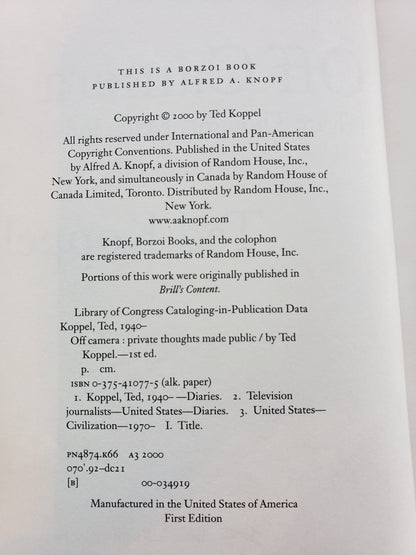 THIS IS A BORZOI BOOK
PUBLISHED BY ALFRED A. KNOPF
Copyright © 2000 by Ted Koppel
All rights reserved under International and Pan-American
Copyright Conventions. Published in the United States
by Alfred A. Knopf, a division of Random House, Inc.,
New York, and simultaneously in Canada by Random House of
Canada Limited, Toronto. Distributed by Random House, Inc.,
New York.
www.aaknopf.com
Knopf, Borzoi Books, and the colophon
are registered trademarks of Random House, Inc.
Portions of this work were originally published in
Brill's Content.
Library of Congress Cataloging-in-Publication Data
Koppel, Ted, 1940–
Off camera : private thoughts made public / by Ted
Koppel.—1st ed.
p. cm.
ISBN 0-375-41077-5 (alk. paper)
1. Koppel, Ted, 1940– —Diaries. 2. Television
journalists—United States—Diaries. 3. United States—
Civilization—1970– I. Title.
PN4874.K66 A3 2000
070'.92–dc21
[B] 00-034919
Manufactured in the United States of America
First Edition